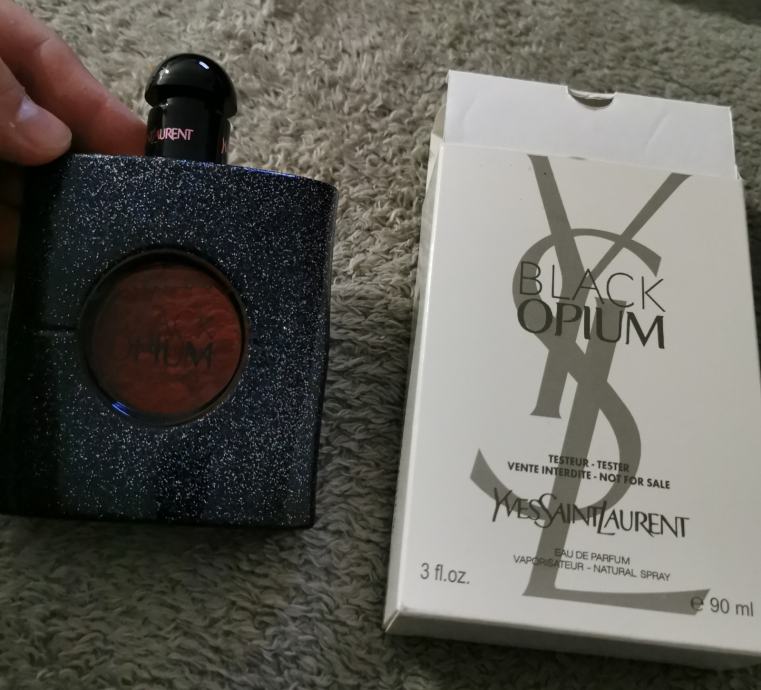 LAURENT
OPIUM
YSL
BLACK
OPIUM
TESTEUR - TESTER
VENTE INTERDITE - NOT FOR SALE
YVESSAINTLAURENT
EAU DE PARFUM
VAPORISATEUR - NATURAL SPRAY
3 fl.oz.
e 90 ml